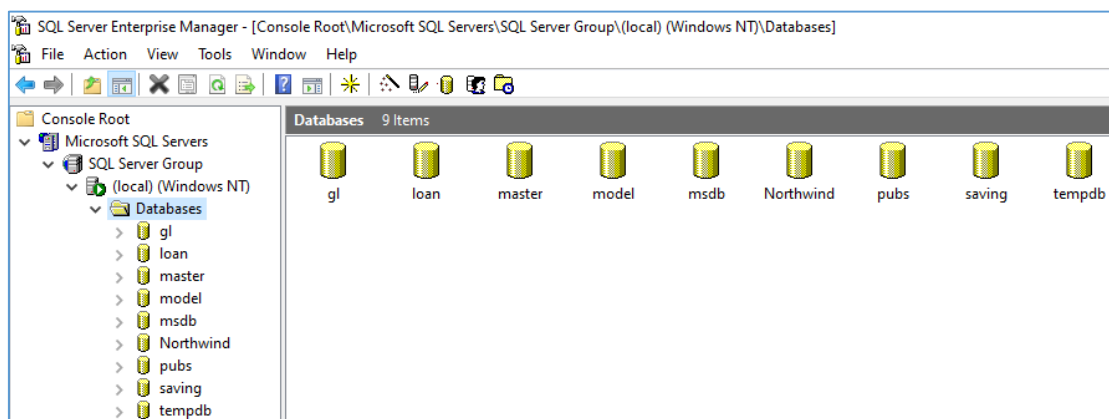 SQL Server Enterprise Manager - [Console Root\Microsoft SQL Servers\SQL Server Group\(local) (Windows NT)\Databases]
File Action View Tools Window Help
Console Root
Microsoft SQL Servers
SQL Server Group
(local) (Windows NT)
Databases
gl
loan
master
model
msdb
Northwind
pubs
saving
tempdb
Databases 9 Items
gl loan master model msdb Northwind pubs saving tempdb